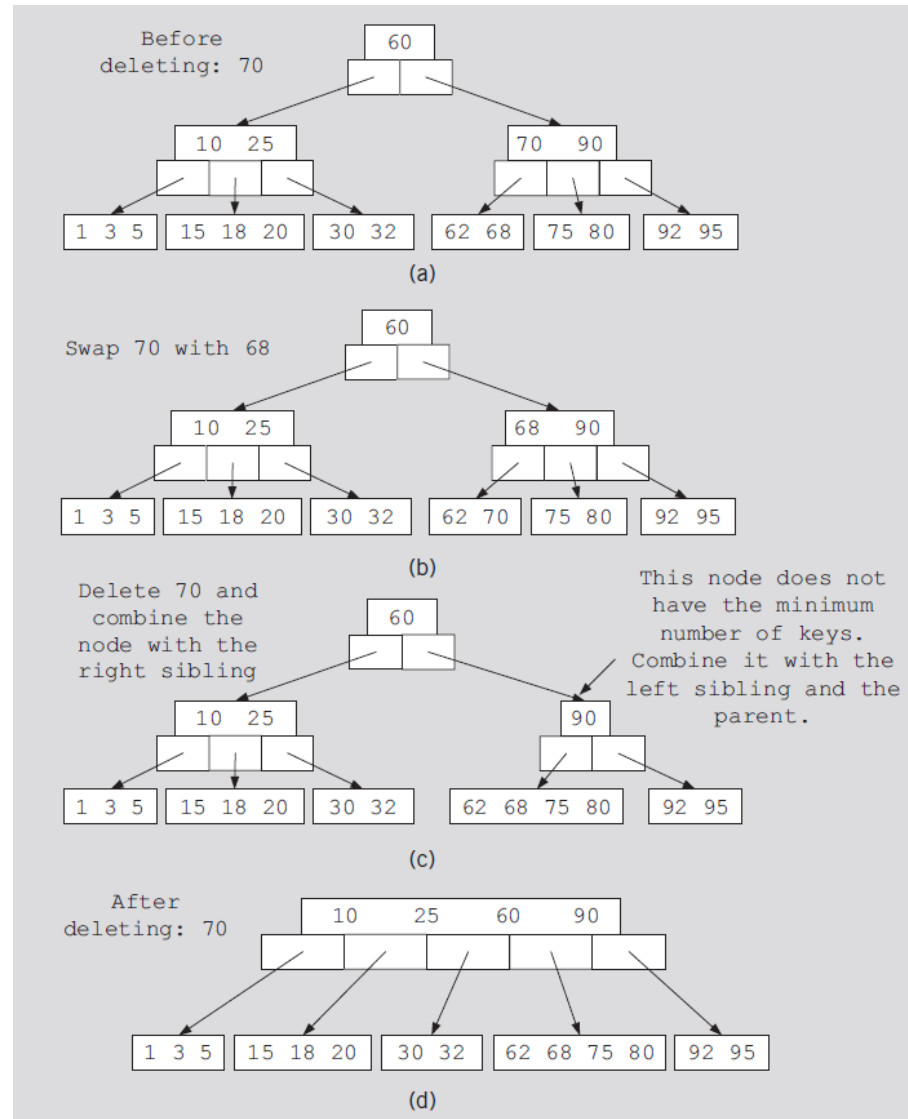 Before
deleting: 70
60
10 25
70 90
1 3 5
15 18 20
30 32
62 68
75 80
92 95
(a)
Swap 70 with 68
60
10 25
68 90
1 3 5
15 18 20
30 32
62 70
75 80
92 95
(b)
Delete 70 and
combine the
node with the
right sibling
60
This node does not
have the minimum
number of keys.
Combine it with the
left sibling and the
parent.
10 25
90
1 3 5
15 18 20
30 32
62 68 75 80
92 95
(c)
After
deleting: 70
10 25 60 90
1 3 5
15 18 20
30 32
62 68 75 80
92 95
(d)